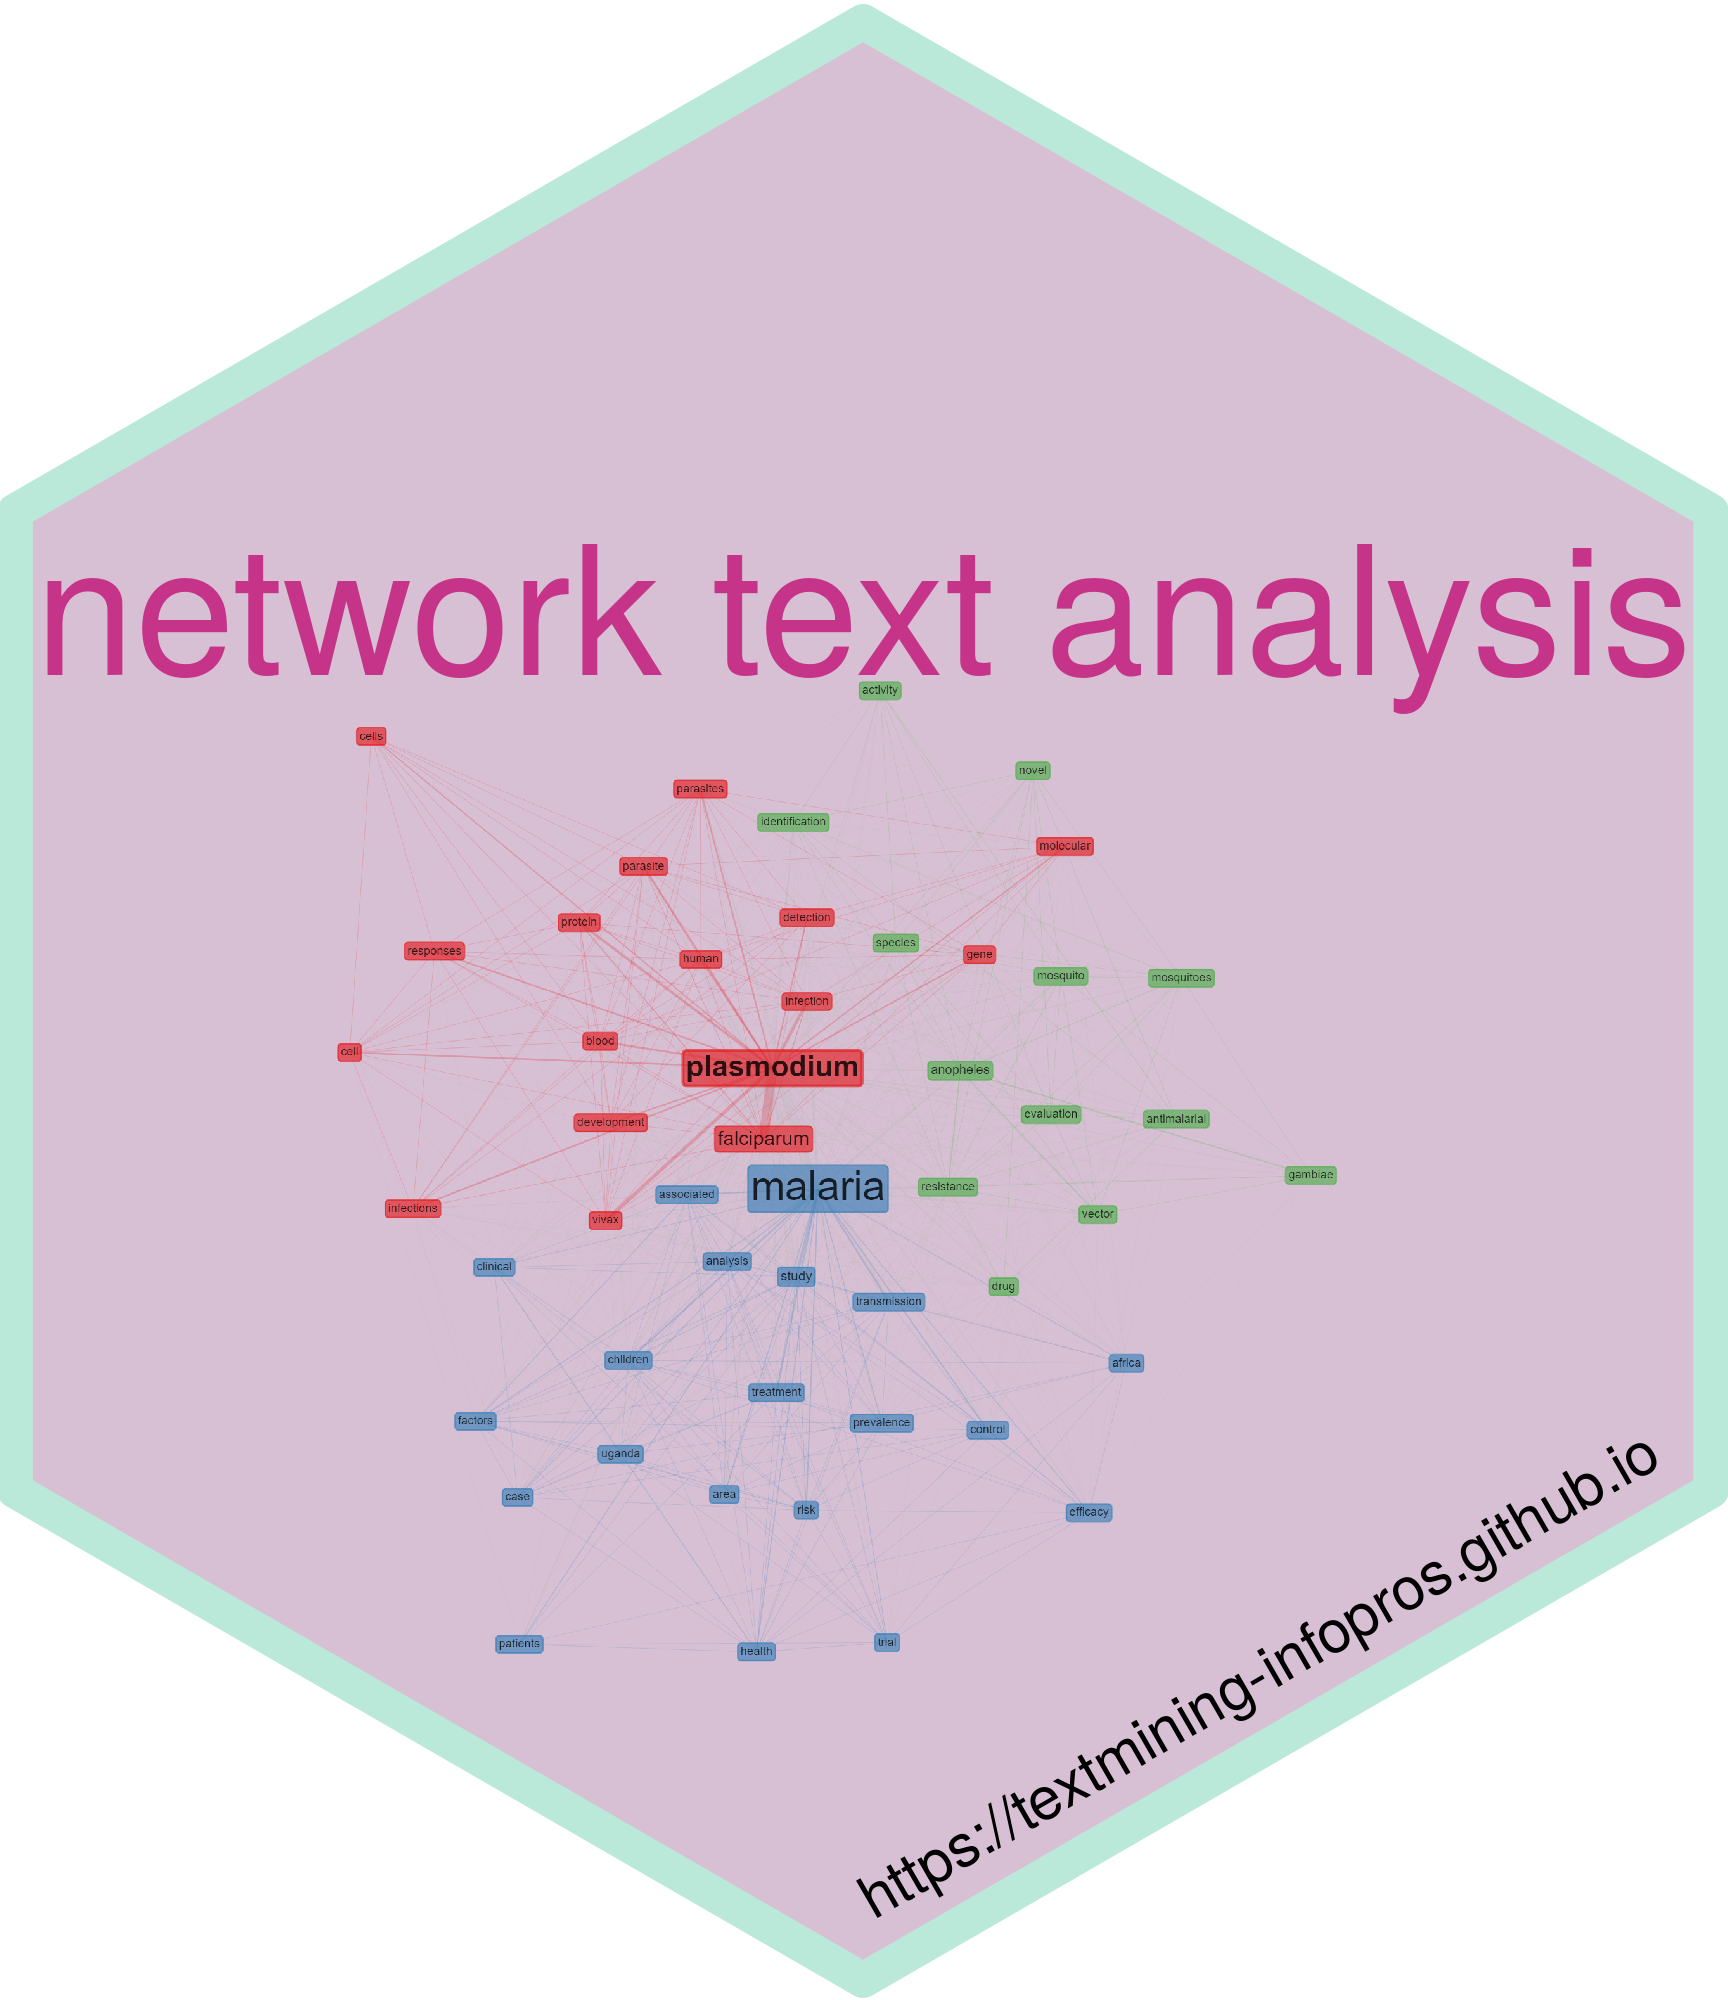 network text analysis
activity
cells
novel
parasites
identification
molecular
parasite
detection
protein
species
responses
gene
human
mosquito
mosquitoes
infection
blood
cell
plasmodium
anopheles
evaluation
antimalarial
development
falciparum
gambiae
malaria
resistance
associated
infections
vector
vivax
analysis
clinical
study
drug
transmission
children
africa
treatment
factors
prevalence
control
uganda
area
case
risk
efficacy
trial
patients
health
https://textmining-infopros.github.io